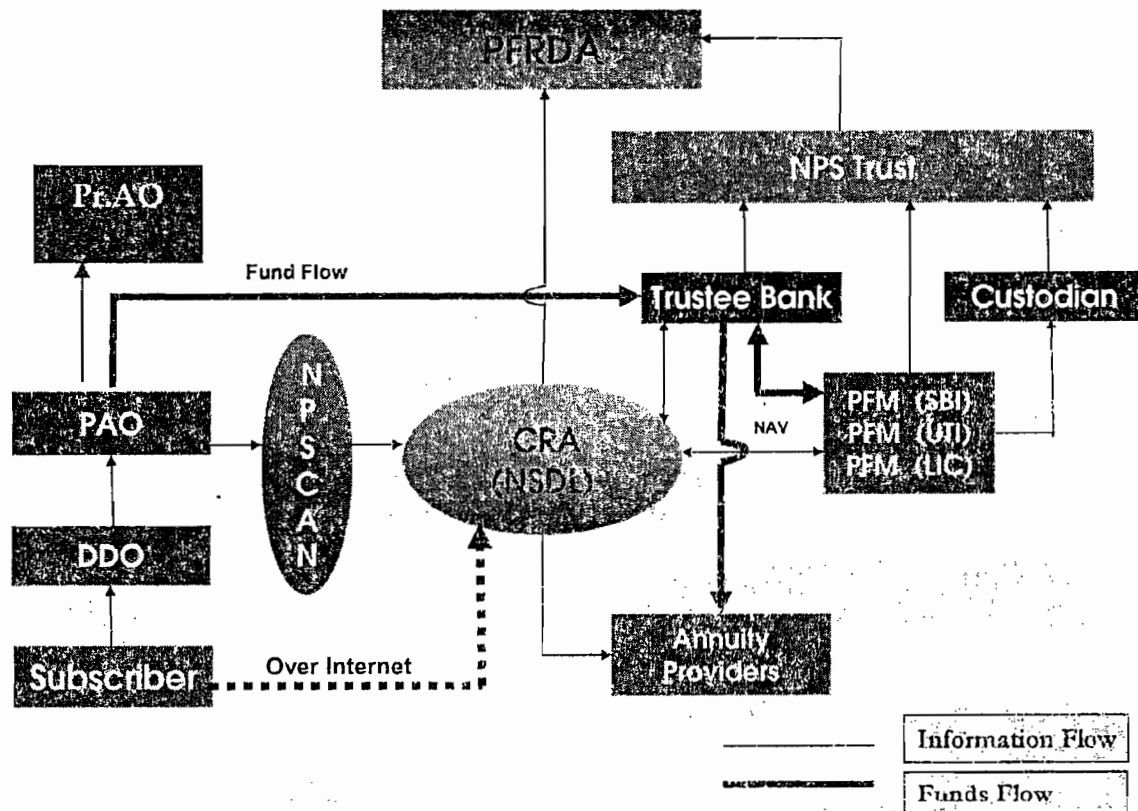 PFRDA
NPS Trust
Pr.AO
Fund Flow
Trustee Bank
Custodian
PAO
NPSCAN
CRA
(NSDL)
NAV
PFM (SBI)
PFM (UTI)
PFM (LIC)
DDO
Subscriber
Over Internet
Annuity
Providers
Information Flow
Funds Flow